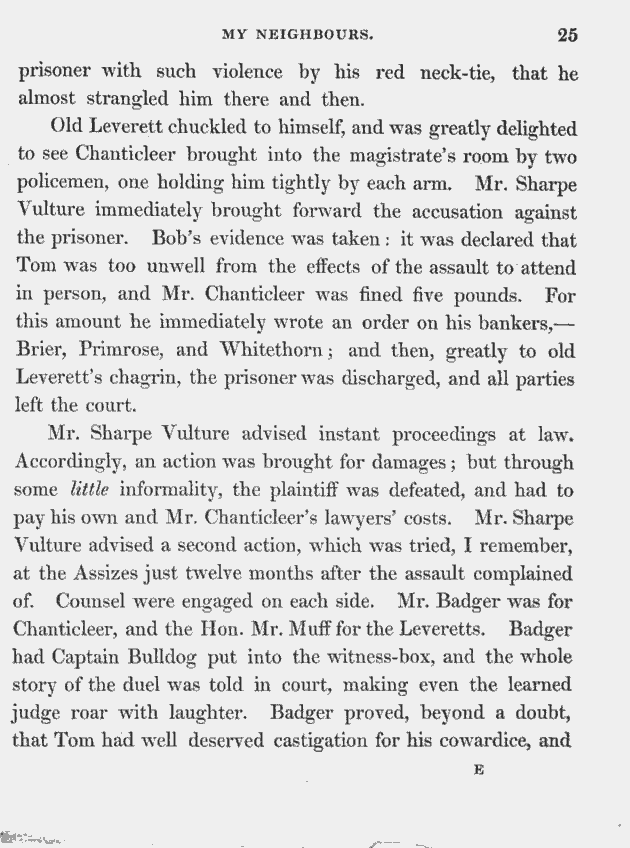 MY NEIGHBOURS. 25
prisoner with such violence by his red neck-tie, that he
almost strangled him there and then.
Old Leverett chuckled to himself, and was greatly delighted
to see Chanticleer brought into the magistrate's room by two
policemen, one holding him tightly by each arm. Mr. Sharpe
Vulture immediately brought forward the accusation against
the prisoner. Bob's evidence was taken: it was declared that
Tom was too unwell from the effects of the assault to attend
in person, and Mr. Chanticleer was fined five pounds. For
this amount he immediately wrote an order on his bankers,—
Brier, Primrose, and Whitethorn; and then, greatly to old
Leverett's chagrin, the prisoner was discharged, and all parties
left the court.
Mr. Sharpe Vulture advised instant proceedings at law.
Accordingly, an action was brought for damages; but through
some little informality, the plaintiff was defeated, and had to
pay his own and Mr. Chanticleer's lawyers' costs. Mr. Sharpe
Vulture advised a second action, which was tried, I remember,
at the Assizes just twelve months after the assault complained
of. Counsel were engaged on each side. Mr. Badger was for
Chanticleer, and the Hon. Mr. Muff for the Leveretts. Badger
had Captain Bulldog put into the witness-box, and the whole
story of the duel was told in court, making even the learned
judge roar with laughter. Badger proved, beyond a doubt,
that Tom had well deserved castigation for his cowardice, and
E